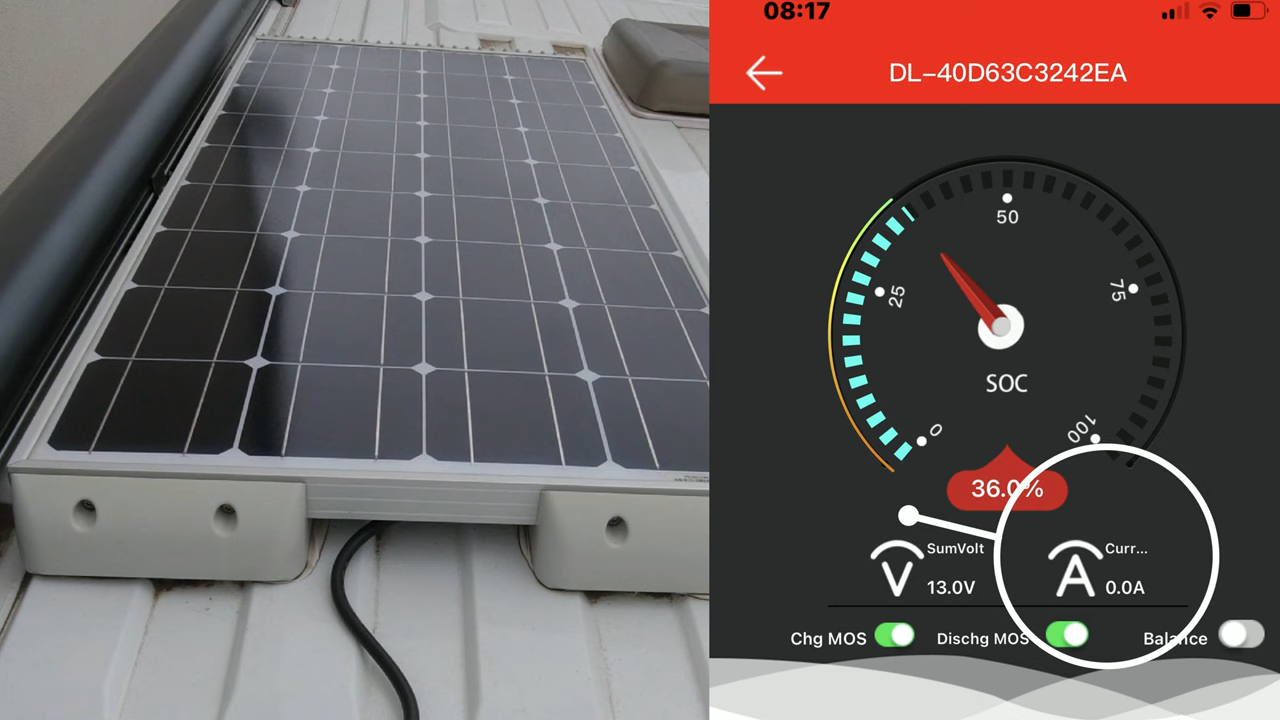 08:17
DL-40D63C3242EA
50
25
75
0
100
SOC
36.0%
SumVolt
Curr...
V
13.0V
A
0.0A
Chg MOS
Dischg MOS
Balance